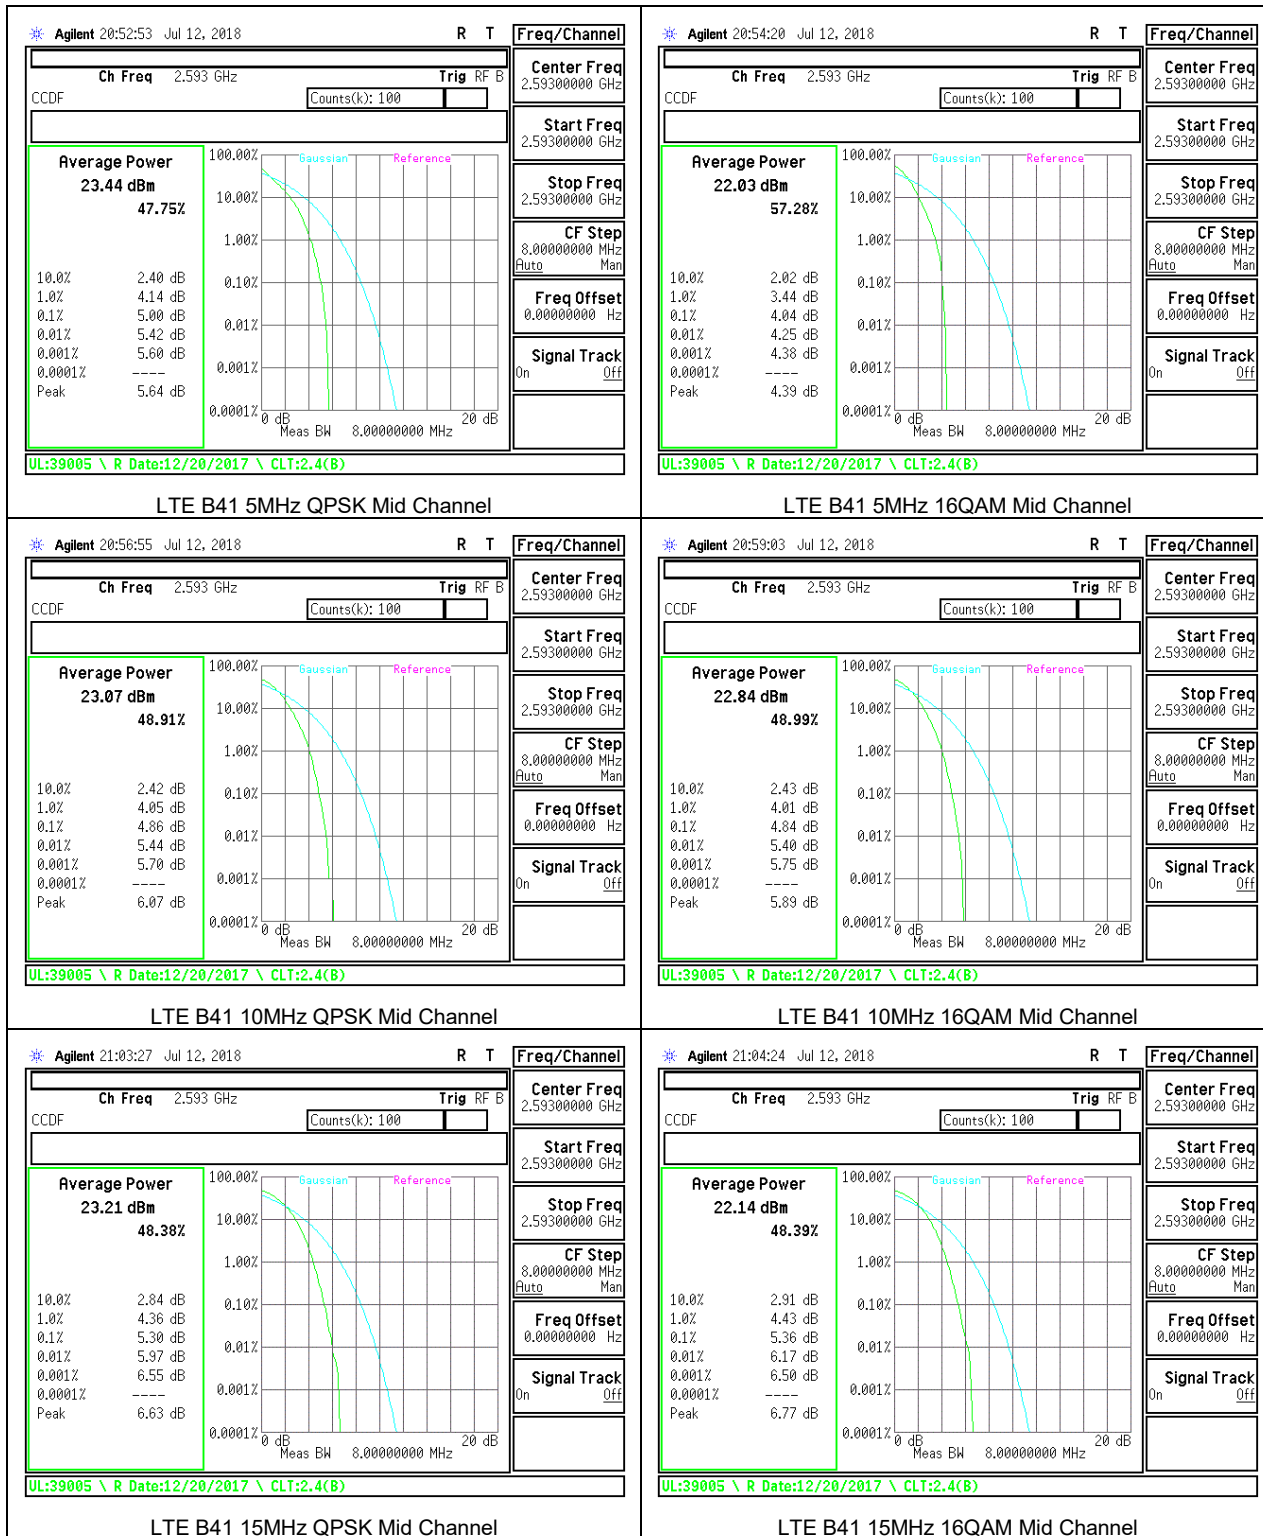 Agilent 20:52:53 Jul 12, 2018 R T Freq/Channel
Ch Freq 2.593 GHz Trig RF B
CCDF Counts(k): 100
Center Freq
2.59300000 GHz
Start Freq
2.59300000 GHz
Stop Freq
2.59300000 GHz
CF Step
8.00000000 MHz
Auto Man
Freq Offset
0.00000000 Hz
Signal Track
On Off
Average Power
23.44 dBm
47.75%
10.0% 2.40 dB
1.0% 4.14 dB
0.1% 5.00 dB
0.01% 5.42 dB
0.001% 5.60 dB
0.0001% ----
Peak 5.64 dB
Gaussian Reference
100.00%
10.00%
1.00%
0.10%
0.01%
0.001%
0.0001%
0 dB 20 dB
Meas BW 8.00000000 MHz
UL:39005 \ R Date:12/20/2017 \ CLT:2.4(B)
LTE B41 5MHz QPSK Mid Channel
Agilent 20:54:20 Jul 12, 2018 R T Freq/Channel
Ch Freq 2.593 GHz Trig RF B
CCDF Counts(k): 100
Center Freq
2.59300000 GHz
Start Freq
2.59300000 GHz
Stop Freq
2.59300000 GHz
CF Step
8.00000000 MHz
Auto Man
Freq Offset
0.00000000 Hz
Signal Track
On Off
Average Power
22.03 dBm
57.28%
10.0% 2.02 dB
1.0% 3.44 dB
0.1% 4.04 dB
0.01% 4.25 dB
0.001% 4.38 dB
0.0001% ----
Peak 4.39 dB
Gaussian Reference
100.00%
10.00%
1.00%
0.10%
0.01%
0.001%
0.0001%
0 dB 20 dB
Meas BW 8.00000000 MHz
UL:39005 \ R Date:12/20/2017 \ CLT:2.4(B)
LTE B41 5MHz 16QAM Mid Channel
Agilent 20:56:55 Jul 12, 2018 R T Freq/Channel
Ch Freq 2.593 GHz Trig RF B
CCDF Counts(k): 100
Center Freq
2.59300000 GHz
Start Freq
2.59300000 GHz
Stop Freq
2.59300000 GHz
CF Step
8.00000000 MHz
Auto Man
Freq Offset
0.00000000 Hz
Signal Track
On Off
Average Power
23.07 dBm
48.91%
10.0% 2.42 dB
1.0% 4.05 dB
0.1% 4.86 dB
0.01% 5.44 dB
0.001% 5.70 dB
0.0001% ----
Peak 6.07 dB
Gaussian Reference
100.00%
10.00%
1.00%
0.10%
0.01%
0.001%
0.0001%
0 dB 20 dB
Meas BW 8.00000000 MHz
UL:39005 \ R Date:12/20/2017 \ CLT:2.4(B)
LTE B41 10MHz QPSK Mid Channel
Agilent 20:59:03 Jul 12, 2018 R T Freq/Channel
Ch Freq 2.593 GHz Trig RF B
CCDF Counts(k): 100
Center Freq
2.59300000 GHz
Start Freq
2.59300000 GHz
Stop Freq
2.59300000 GHz
CF Step
8.00000000 MHz
Auto Man
Freq Offset
0.00000000 Hz
Signal Track
On Off
Average Power
22.84 dBm
48.99%
10.0% 2.43 dB
1.0% 4.01 dB
0.1% 4.84 dB
0.01% 5.40 dB
0.001% 5.75 dB
0.0001% ----
Peak 5.89 dB
Gaussian Reference
100.00%
10.00%
1.00%
0.10%
0.01%
0.001%
0.0001%
0 dB 20 dB
Meas BW 8.00000000 MHz
UL:39005 \ R Date:12/20/2017 \ CLT:2.4(B)
LTE B41 10MHz 16QAM Mid Channel
Agilent 21:03:27 Jul 12, 2018 R T Freq/Channel
Ch Freq 2.593 GHz Trig RF B
CCDF Counts(k): 100
Center Freq
2.59300000 GHz
Start Freq
2.59300000 GHz
Stop Freq
2.59300000 GHz
CF Step
8.00000000 MHz
Auto Man
Freq Offset
0.00000000 Hz
Signal Track
On Off
Average Power
23.21 dBm
48.38%
10.0% 2.84 dB
1.0% 4.36 dB
0.1% 5.30 dB
0.01% 5.97 dB
0.001% 6.55 dB
0.0001% ----
Peak 6.63 dB
Gaussian Reference
100.00%
10.00%
1.00%
0.10%
0.01%
0.001%
0.0001%
0 dB 20 dB
Meas BW 8.00000000 MHz
UL:39005 \ R Date:12/20/2017 \ CLT:2.4(B)
LTE B41 15MHz QPSK Mid Channel
Agilent 21:04:24 Jul 12, 2018 R T Freq/Channel
Ch Freq 2.593 GHz Trig RF B
CCDF Counts(k): 100
Center Freq
2.59300000 GHz
Start Freq
2.59300000 GHz
Stop Freq
2.59300000 GHz
CF Step
8.00000000 MHz
Auto Man
Freq Offset
0.00000000 Hz
Signal Track
On Off
Average Power
22.14 dBm
48.39%
10.0% 2.91 dB
1.0% 4.43 dB
0.1% 5.36 dB
0.01% 6.17 dB
0.001% 6.50 dB
0.0001% ----
Peak 6.77 dB
Gaussian Reference
100.00%
10.00%
1.00%
0.10%
0.01%
0.001%
0.0001%
0 dB 20 dB
Meas BW 8.00000000 MHz
UL:39005 \ R Date:12/20/2017 \ CLT:2.4(B)
LTE B41 15MHz 16QAM Mid Channel